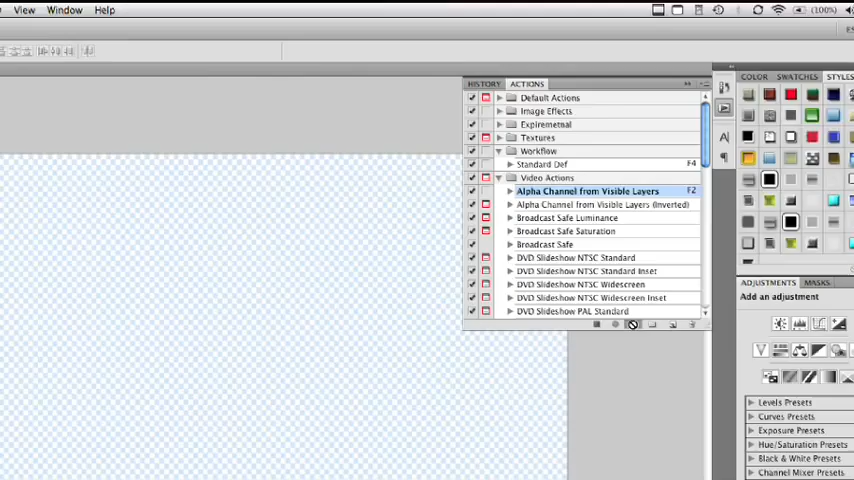 View Window Help (100%)
HISTORY ACTIONS
Default Actions
Image Effects
Expiremetnal
Textures
Workflow
Standard Def F4
Video Actions
Alpha Channel from Visible Layers F2
Alpha Channel from Visible Layers (Inverted)
Broadcast Safe Luminance
Broadcast Safe Saturation
Broadcast Safe
DVD Slideshow NTSC Standard
DVD Slideshow NTSC Standard Inset
DVD Slideshow NTSC Widescreen
DVD Slideshow NTSC Widescreen Inset
DVD Slideshow PAL Standard
COLOR SWATCHES STYLES
ADJUSTMENTS MASKS
Add an adjustment
Levels Presets
Curves Presets
Exposure Presets
Hue/Saturation Presets
Black & White Presets
Channel Mixer Presets